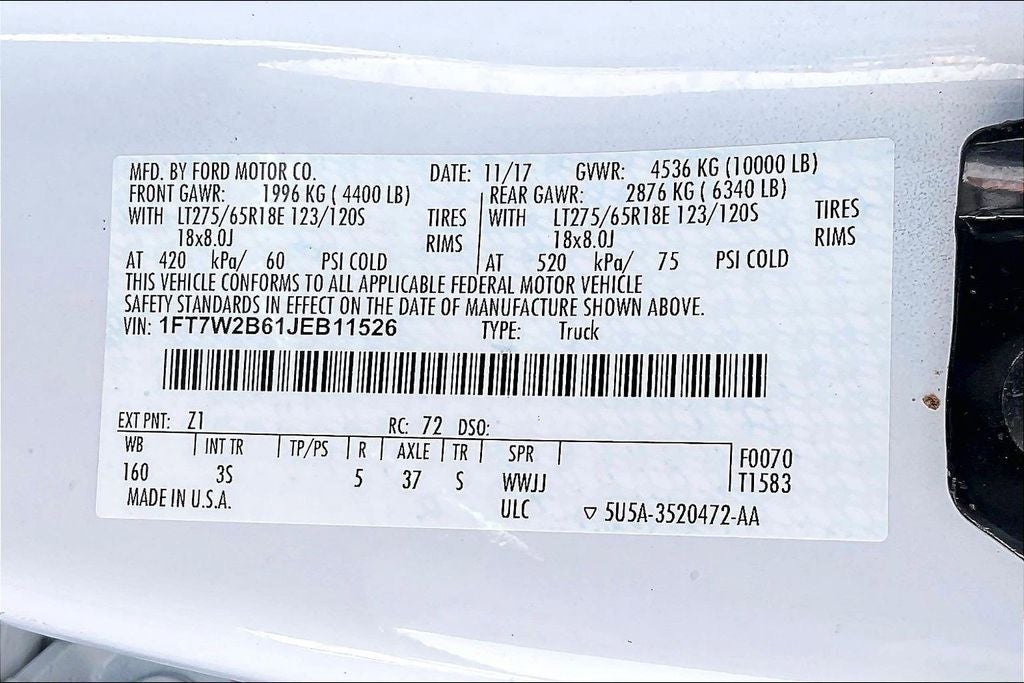 MFD. BY FORD MOTOR CO. DATE: 11/17 GVWR: 4536 KG (10000 LB)
FRONT GAWR: 1996 KG ( 4400 LB) REAR GAWR: 2876 KG ( 6340 LB)
WITH LT275/65R18E 123/120S TIRES WITH LT275/65R18E 123/120S TIRES
18x8.0J RIMS 18x8.0J RIMS
AT 420 kPa/ 60 PSI COLD AT 520 kPa/ 75 PSI COLD
THIS VEHICLE CONFORMS TO ALL APPLICABLE FEDERAL MOTOR VEHICLE
SAFETY STANDARDS IN EFFECT ON THE DATE OF MANUFACTURE SHOWN ABOVE.
VIN: 1FT7W2B61JEB11526 TYPE: Truck
EXT PNT: Z1 RC: 72 DSO:
WB INT TR TP/PS R AXLE TR SPR F0070
160 3S 5 37 S WWJJ T1583
MADE IN U.S.A. ULC ▽ 5U5A-3520472-AA